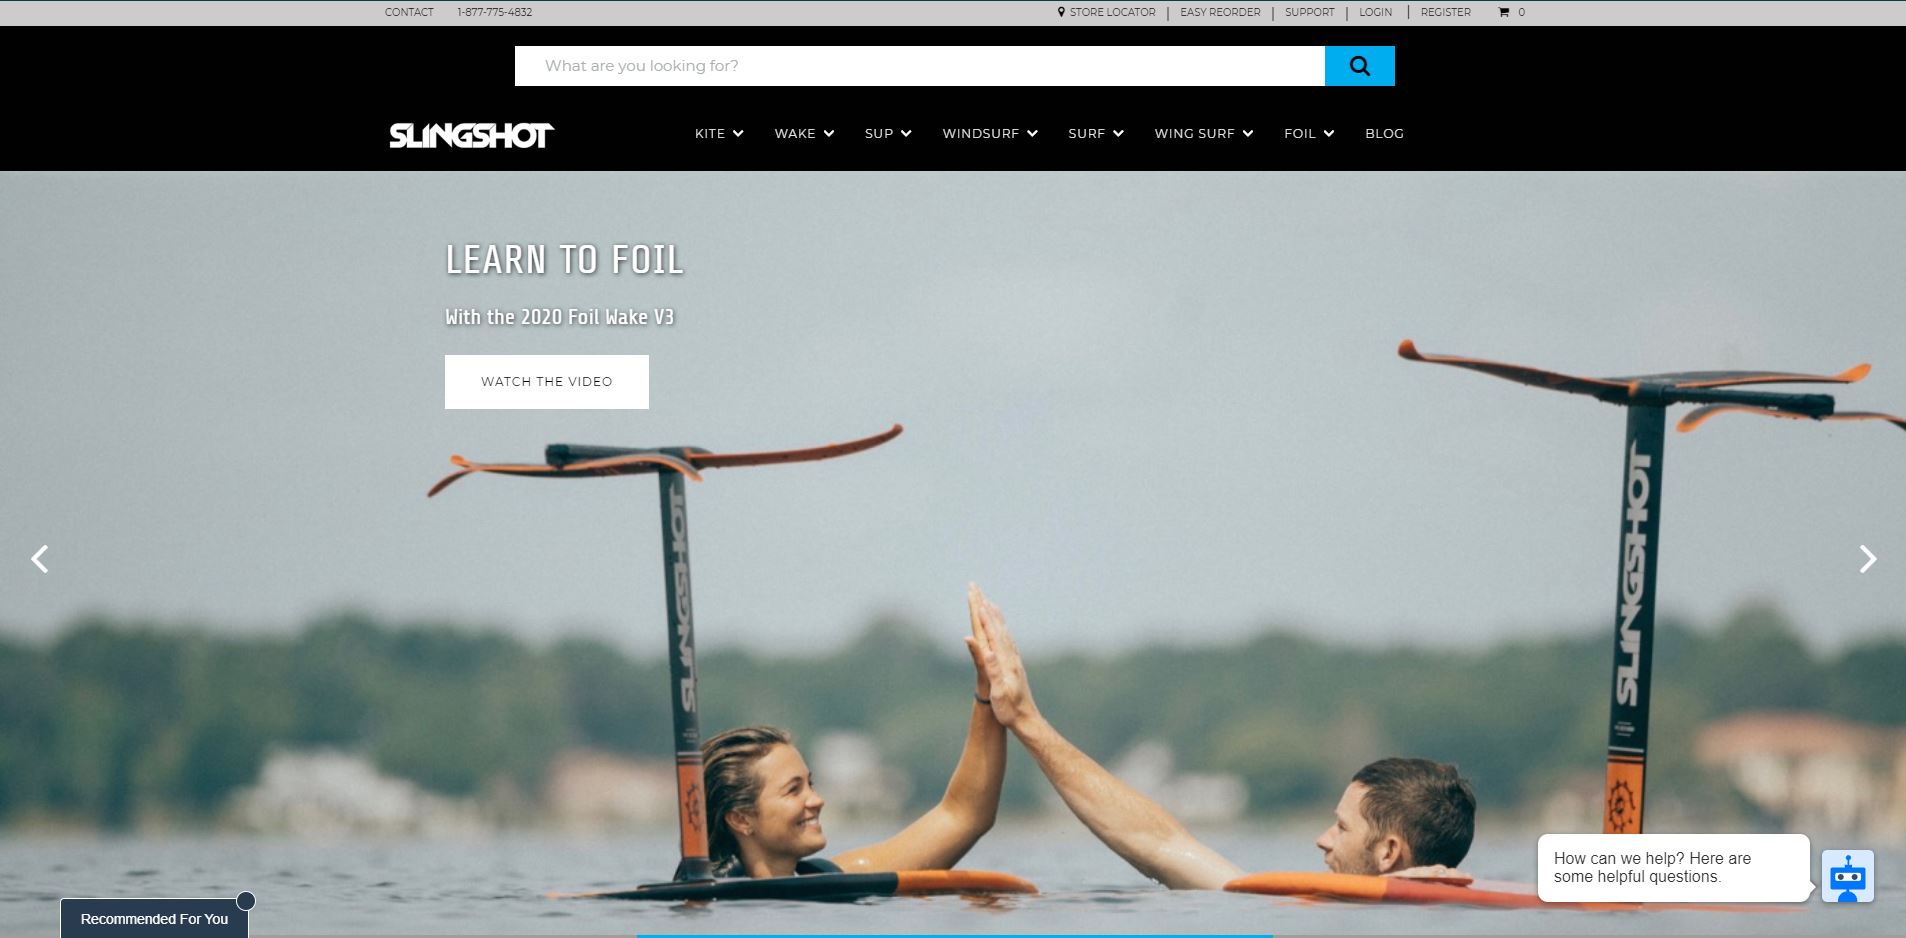 CONTACT 1-877-775-4832
STORE LOCATOR | EASY REORDER | SUPPORT | LOGIN | REGISTER 0
What are you looking for?
SLINGSHOT
KITE WAKE SUP WINDSURF SURF WING SURF FOIL BLOG
LEARN TO FOIL
With the 2020 Foil Wake V3
WATCH THE VIDEO
SLINGSHOT
SLINGSHOT
How can we help? Here are
some helpful questions.
Recommended For You